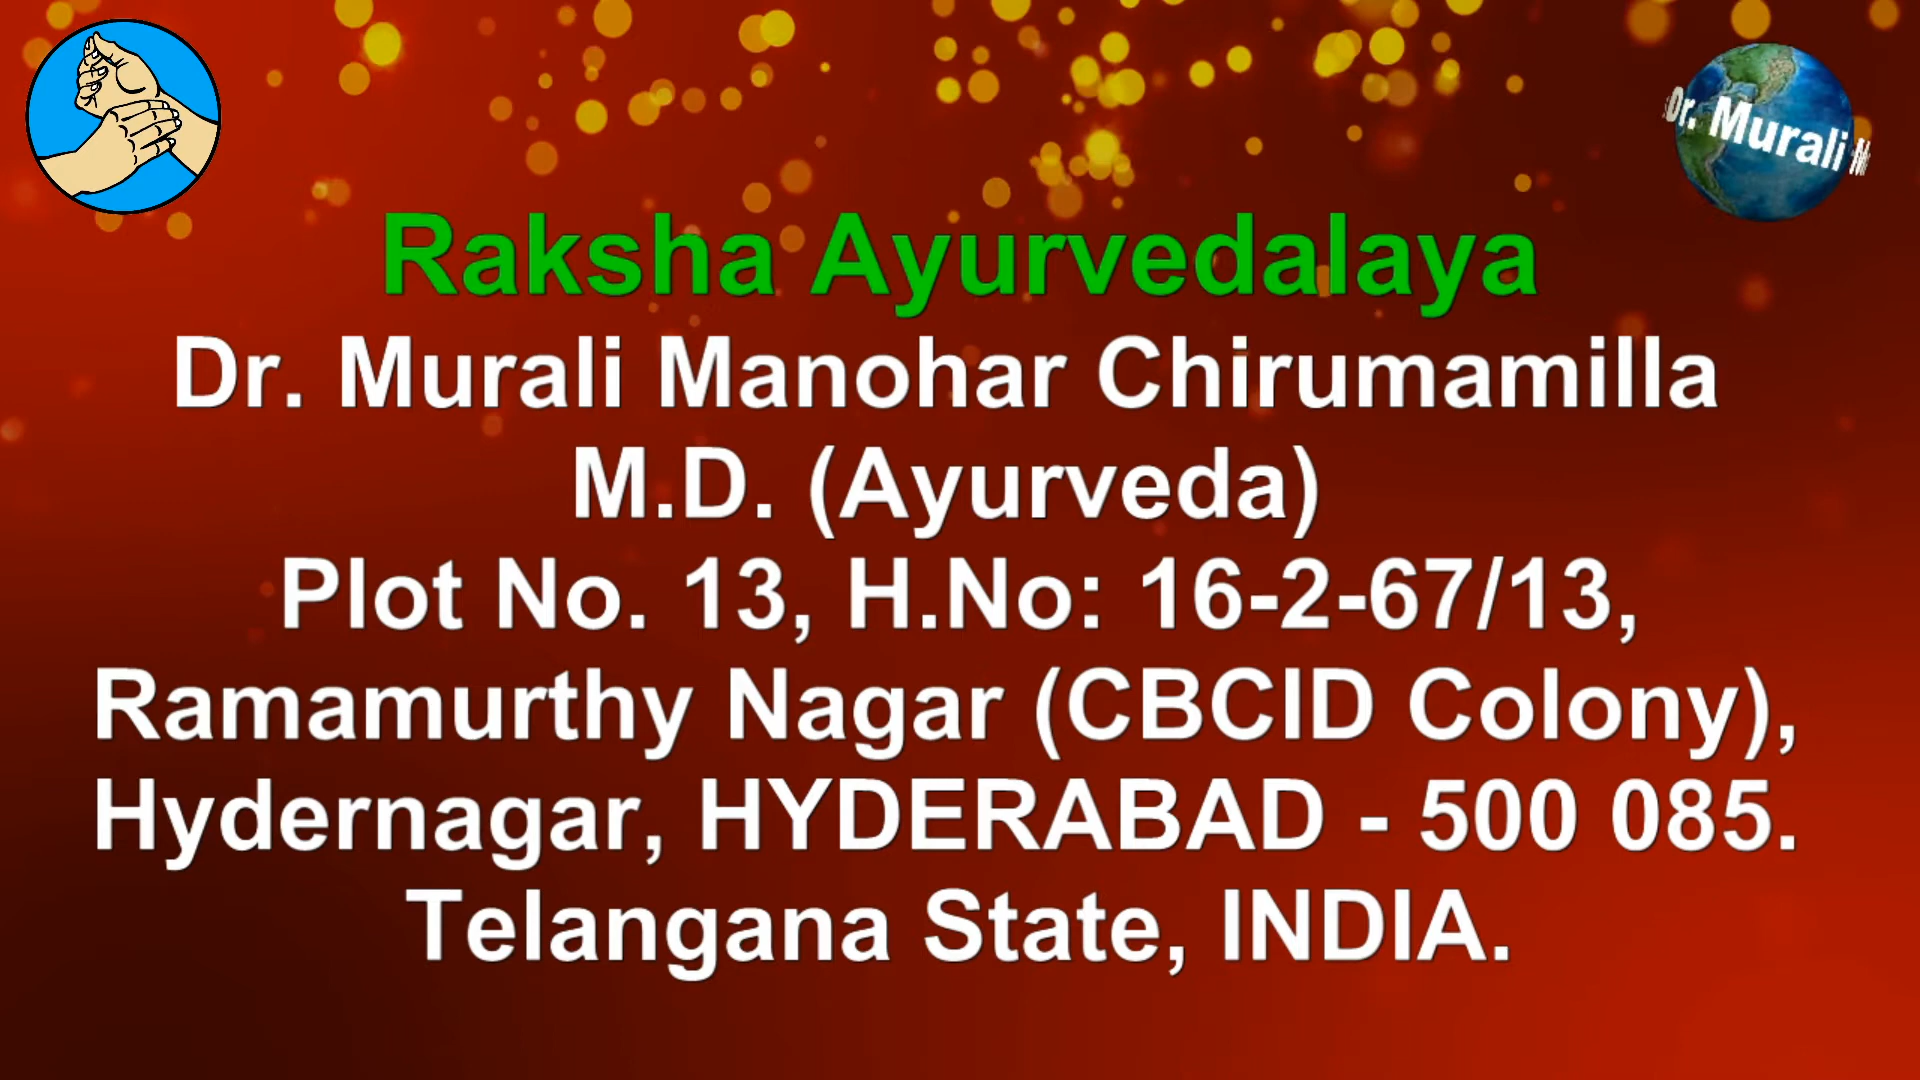 Dr. Murali M
Raksha Ayurvedalaya
Dr. Murali Manohar Chirumamilla
M.D. (Ayurveda)
Plot No. 13, H.No: 16-2-67/13,
Ramamurthy Nagar (CBCID Colony),
Hydernagar, HYDERABAD - 500 085.
Telangana State, INDIA.